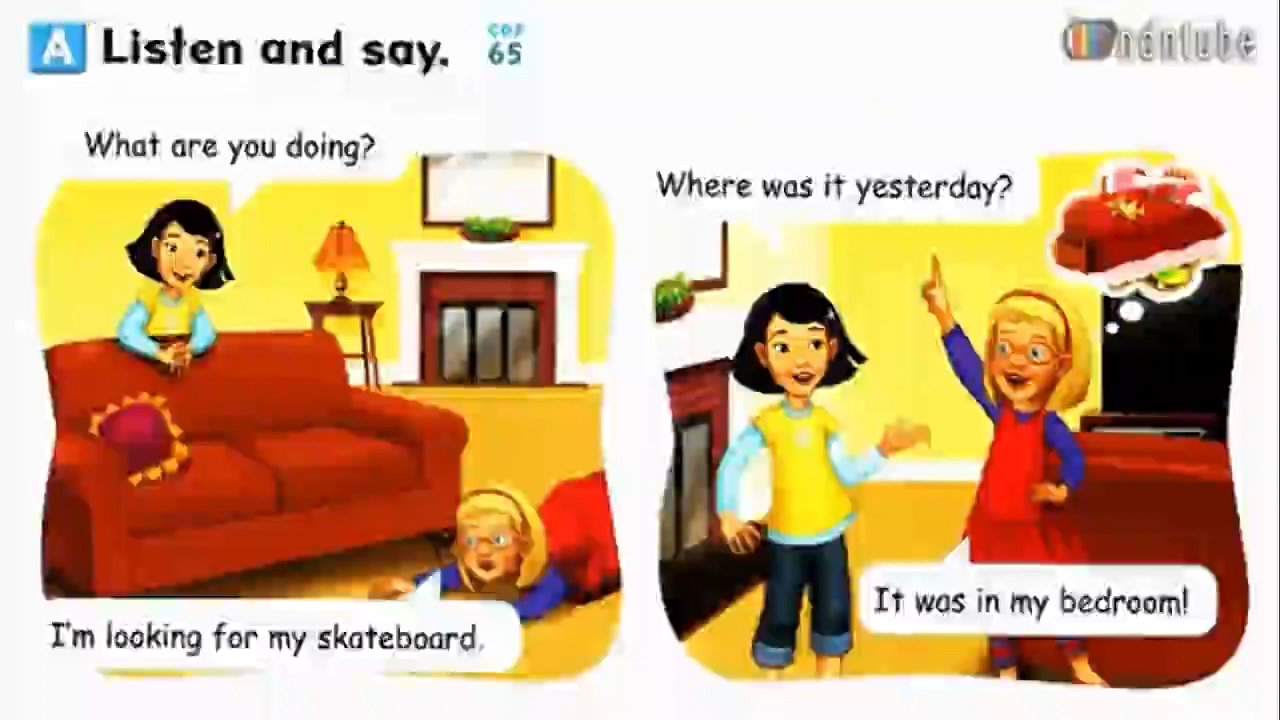 A Listen and say. CD2 65
What are you doing?
I'm looking for my skateboard.
Where was it yesterday?
It was in my bedroom!